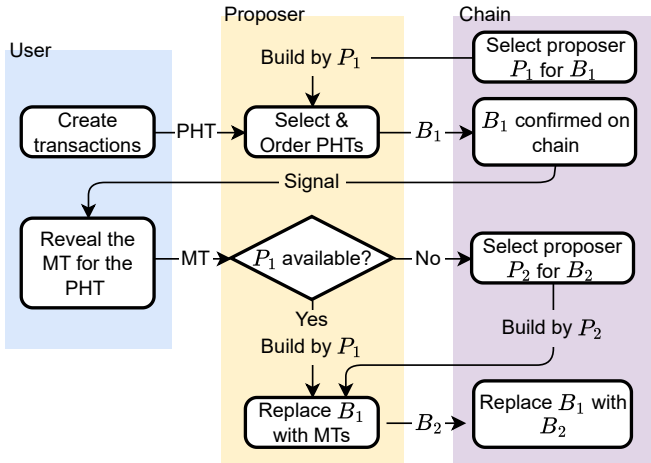 Proposer
Chain
User
Build by P₁
Select proposer
P₁ for B₁
Create
transactions
PHT
Select &
Order PHTs
B₁
B₁ confirmed on
chain
Signal
Reveal the
MT for the
PHT
MT
P₁ available?
No
Select proposer
P₂ for B₂
Yes
Build by P₁
Build by P₂
Replace B₁
with MTs
B₂
Replace B₁ with
B₂